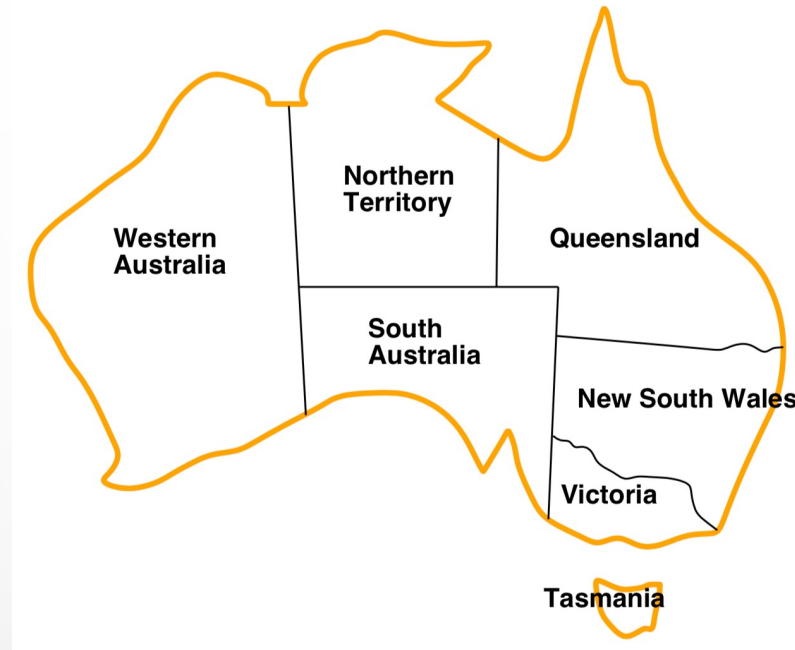 Northern
Territory
Western
Australia
Queensland
South
Australia
New South Wales
Victoria
Tasmania